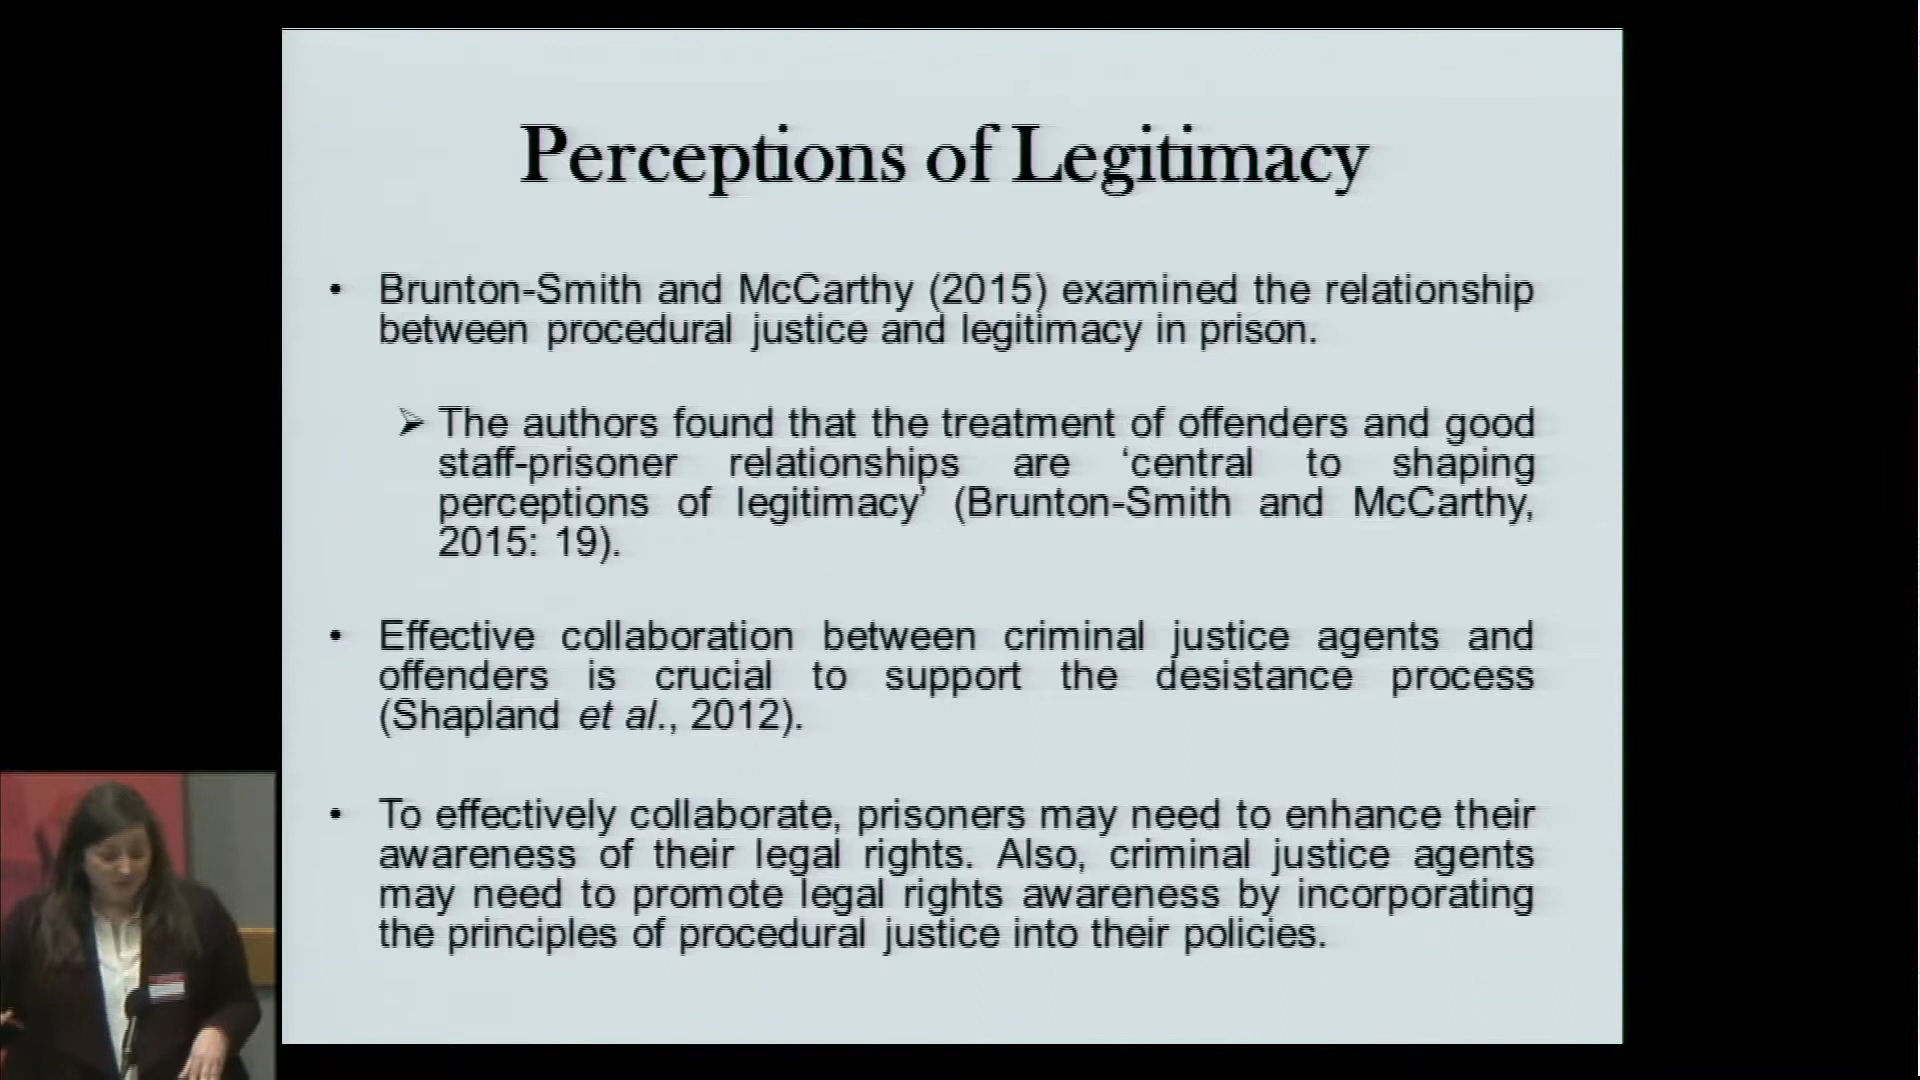 Perceptions of Legitimacy
• Brunton-Smith and McCarthy (2015) examined the relationship
between procedural justice and legitimacy in prison.
➢ The authors found that the treatment of offenders and good
staff-prisoner relationships are ‘central to shaping
perceptions of legitimacy’ (Brunton-Smith and McCarthy,
2015: 19).
• Effective collaboration between criminal justice agents and
offenders is crucial to support the desistance process
(Shapland et al., 2012).
• To effectively collaborate, prisoners may need to enhance their
awareness of their legal rights. Also, criminal justice agents
may need to promote legal rights awareness by incorporating
the principles of procedural justice into their policies.